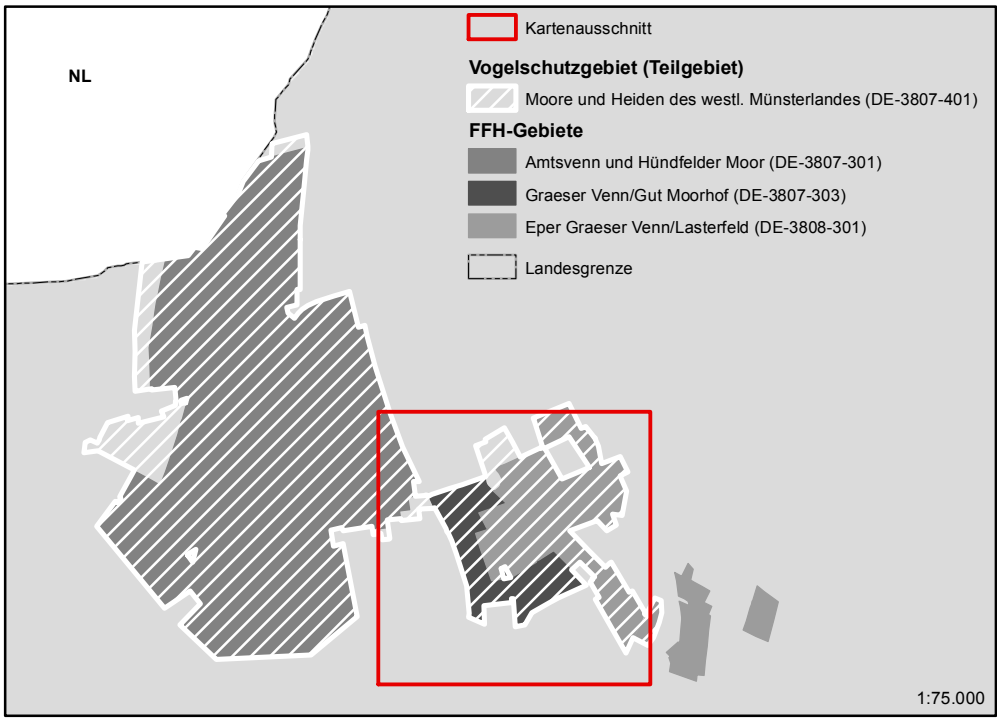 NL
Kartenausschnitt
Vogelschutzgebiet (Teilgebiet)
Moore und Heiden des westl. Münsterlandes (DE-3807-401)
FFH-Gebiete
Amtsvenn und Hündfelder Moor (DE-3807-301)
Graeser Venn/Gut Moorhof (DE-3807-303)
Eper Graeser Venn/Lasterfeld (DE-3808-301)
Landesgrenze
1:75.000